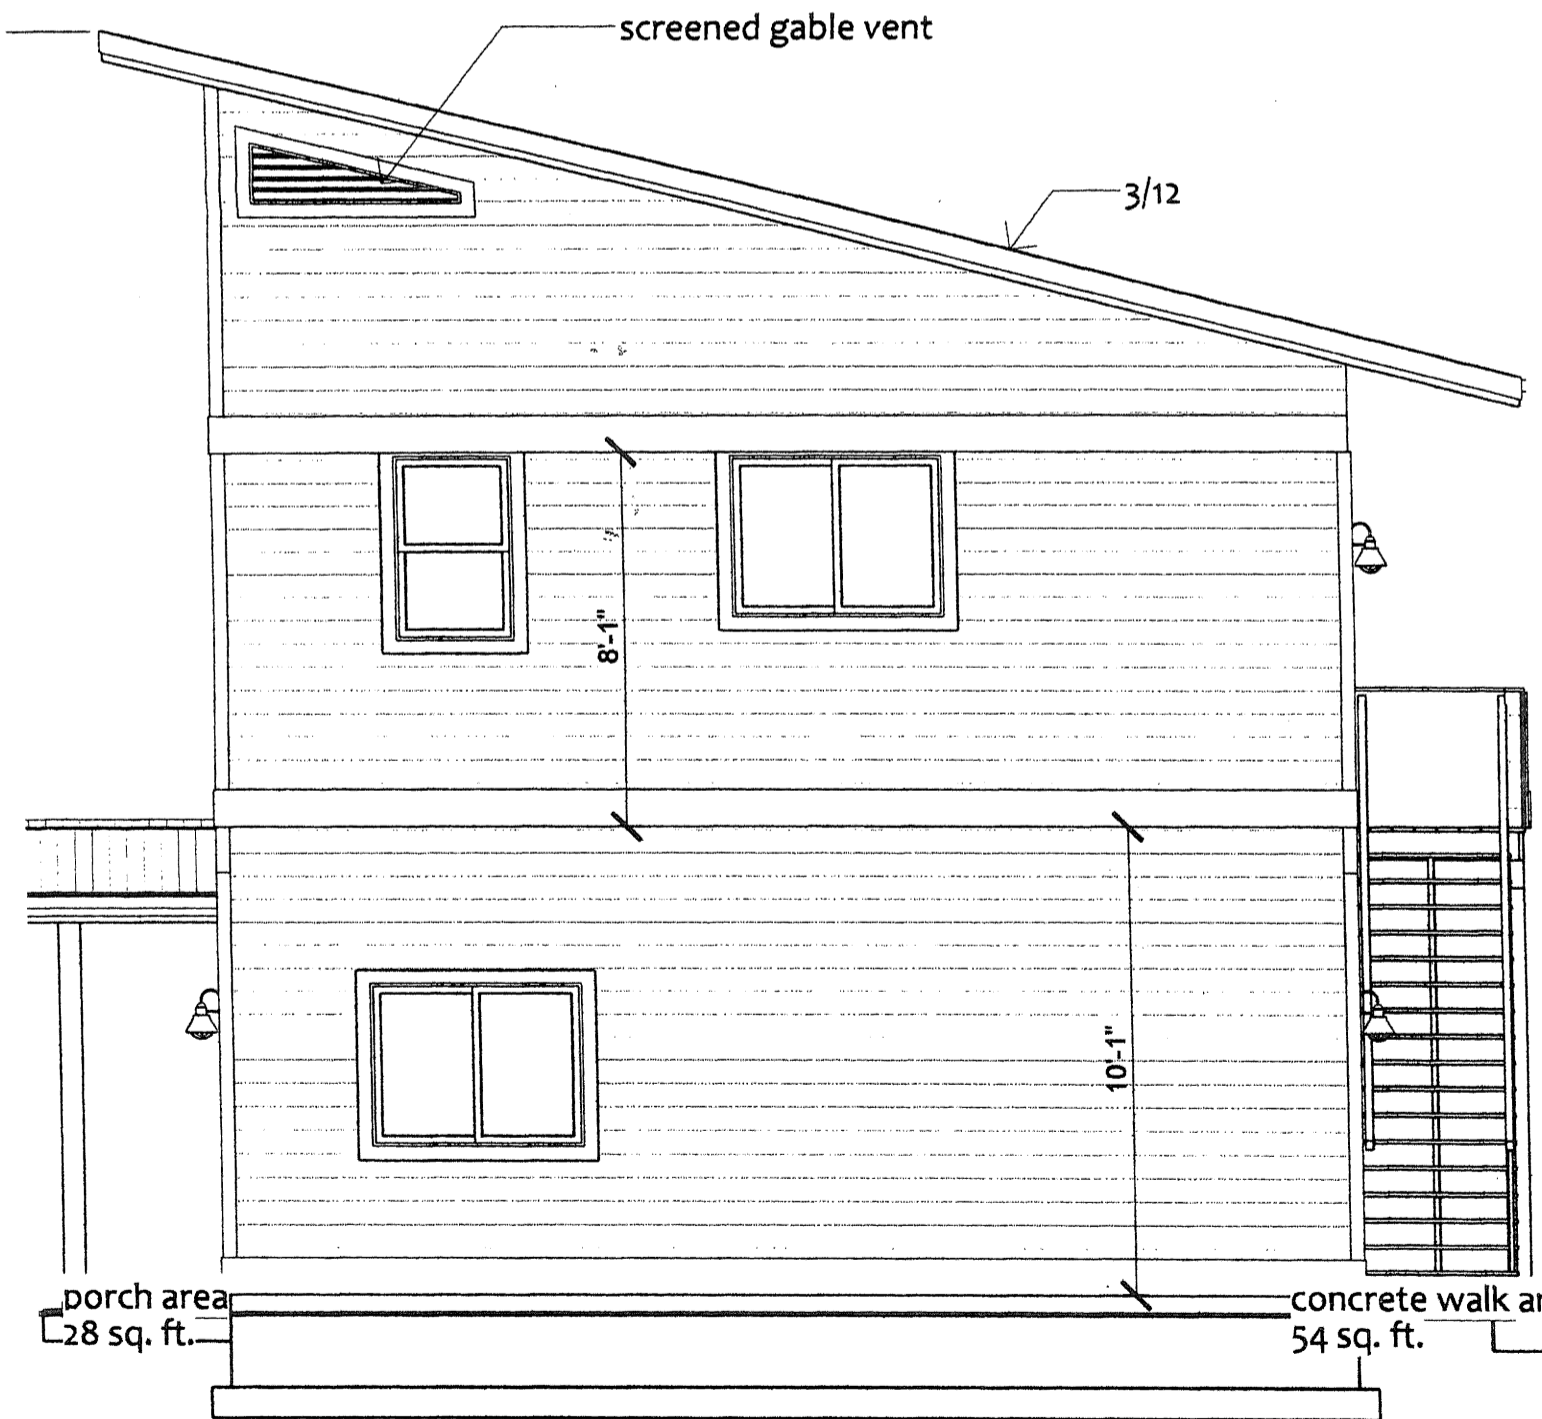 screened gable vent
3/12
8'-1"
10'-1"
porch area
28 sq. ft.
concrete walk
54 sq. ft.